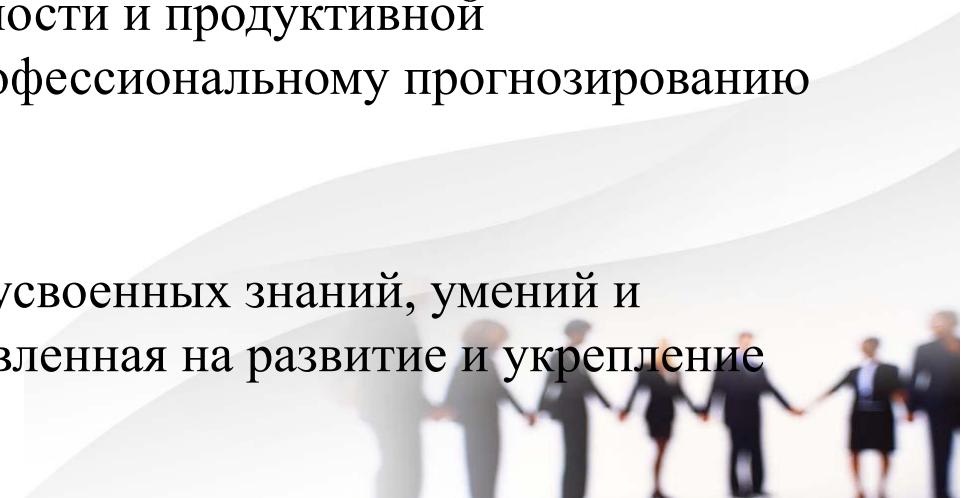 ности и продуктивной
офессиональному прогнозированию
усвоенных знаний, умений и
вленная на развитие и укрепление